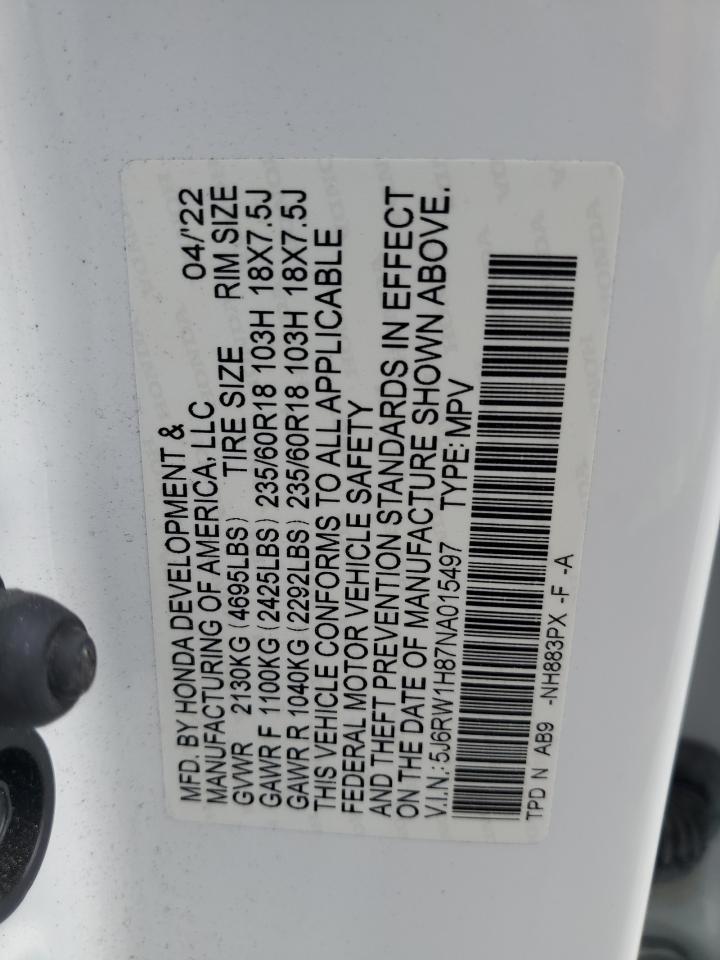 MFD. BY HONDA DEVELOPMENT & 04/'22
MANUFACTURING OF AMERICA, LLC
GVWR 2130KG (4695LBS) TIRE SIZE RIM SIZE
GAWR F 1100KG (2425LBS) 235/60R18 103H 18X7.5J
GAWR R 1040KG (2292LBS) 235/60R18 103H 18X7.5J
THIS VEHICLE CONFORMS TO ALL APPLICABLE
FEDERAL MOTOR VEHICLE SAFETY
AND THEFT PREVENTION STANDARDS IN EFFECT
ON THE DATE OF MANUFACTURE SHOWN ABOVE.
V.I.N.: 5J6RW1H87NA015497 TYPE: MPV
TPD N AB9 -NH883PX -F -A